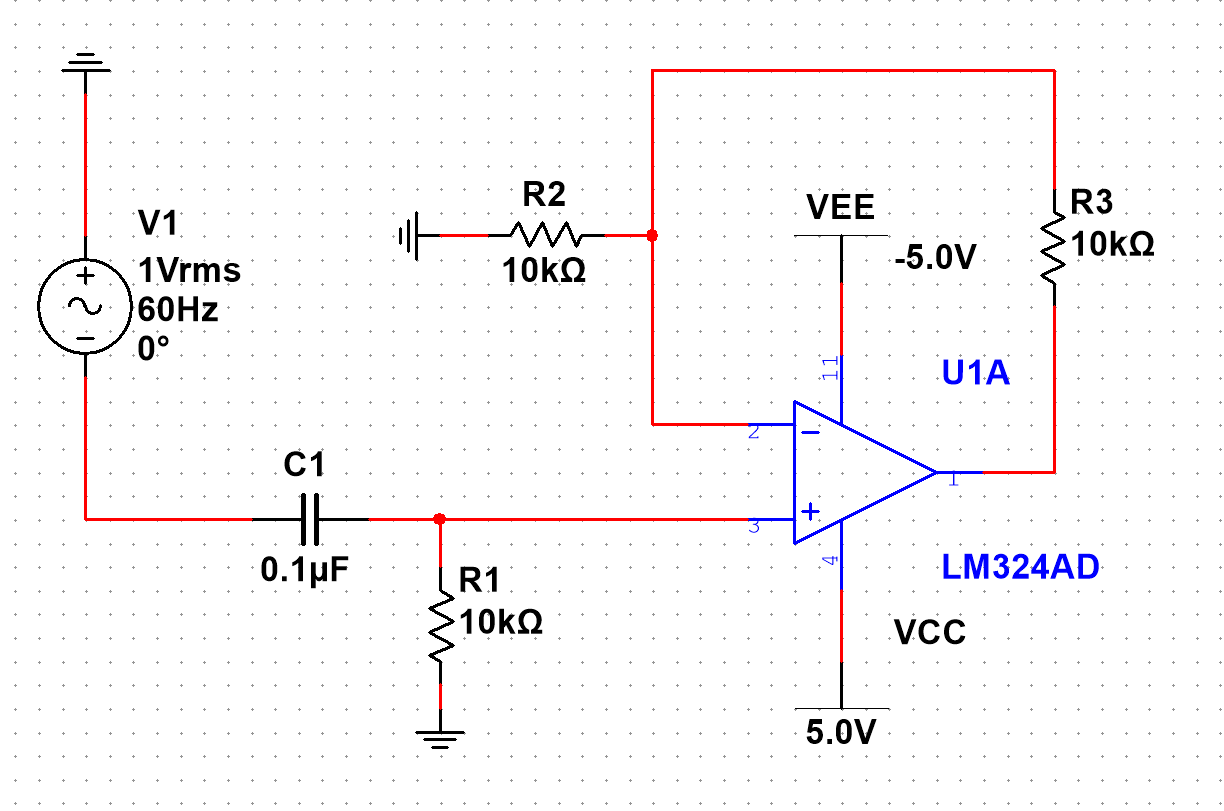 V1
1Vrms
60Hz
0°
R2
10kΩ
VEE
-5.0V
R3
10kΩ
11
U1A
2
1
C1
0.1µF
3
4
LM324AD
R1
10kΩ
VCC
5.0V